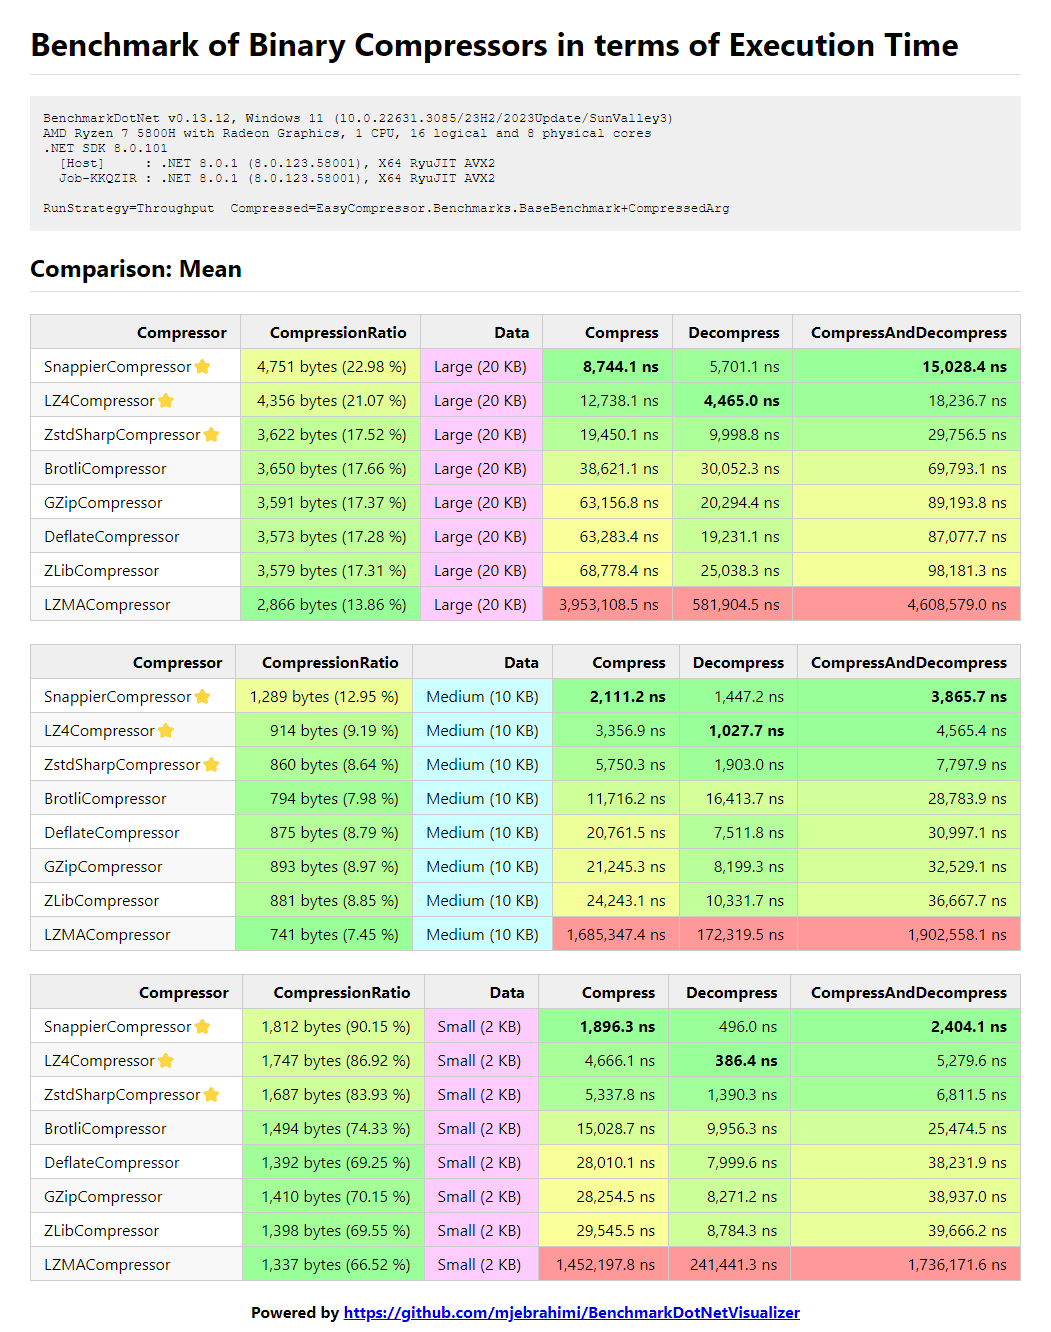 Benchmark of Binary Compressors in terms of Execution Time
BenchmarkDotNet v0.13.12, Windows 11 (10.0.22631.3085/23H2/2023Update/SunValley3)
AMD Ryzen 7 5800H with Radeon Graphics, 1 CPU, 16 logical and 8 physical cores
.NET SDK 8.0.101
[Host]     : .NET 8.0.1 (8.0.123.58001), X64 RyuJIT AVX2
Job-KKQZIR : .NET 8.0.1 (8.0.123.58001), X64 RyuJIT AVX2
RunStrategy=Throughput  Compressed=EasyCompressor.Benchmarks.BaseBenchmark+CompressedArg
Comparison: Mean
Compressor CompressionRatio Data Compress Decompress CompressAndDecompress
SnappierCompressor⭐ 4,751 bytes (22.98 %) Large (20 KB) 8,744.1 ns 5,701.1 ns 15,028.4 ns
LZ4Compressor⭐ 4,356 bytes (21.07 %) Large (20 KB) 12,738.1 ns 4,465.0 ns 18,236.7 ns
ZstdSharpCompressor⭐ 3,622 bytes (17.52 %) Large (20 KB) 19,450.1 ns 9,998.8 ns 29,756.5 ns
BrotliCompressor 3,650 bytes (17.66 %) Large (20 KB) 38,621.1 ns 30,052.3 ns 69,793.1 ns
GZipCompressor 3,591 bytes (17.37 %) Large (20 KB) 63,156.8 ns 20,294.4 ns 89,193.8 ns
DeflateCompressor 3,573 bytes (17.28 %) Large (20 KB) 63,283.4 ns 19,231.1 ns 87,077.7 ns
ZLibCompressor 3,579 bytes (17.31 %) Large (20 KB) 68,778.4 ns 25,038.3 ns 98,181.3 ns
LZMACompressor 2,866 bytes (13.86 %) Large (20 KB) 3,953,108.5 ns 581,904.5 ns 4,608,579.0 ns
Compressor CompressionRatio Data Compress Decompress CompressAndDecompress
SnappierCompressor⭐ 1,289 bytes (12.95 %) Medium (10 KB) 2,111.2 ns 1,447.2 ns 3,865.7 ns
LZ4Compressor⭐ 914 bytes (9.19 %) Medium (10 KB) 3,356.9 ns 1,027.7 ns 4,565.4 ns
ZstdSharpCompressor⭐ 860 bytes (8.64 %) Medium (10 KB) 5,750.3 ns 1,903.0 ns 7,797.9 ns
BrotliCompressor 794 bytes (7.98 %) Medium (10 KB) 11,716.2 ns 16,413.7 ns 28,783.9 ns
DeflateCompressor 875 bytes (8.79 %) Medium (10 KB) 20,761.5 ns 7,511.8 ns 30,997.1 ns
GZipCompressor 893 bytes (8.97 %) Medium (10 KB) 21,245.3 ns 8,199.3 ns 32,529.1 ns
ZLibCompressor 881 bytes (8.85 %) Medium (10 KB) 24,243.1 ns 10,331.7 ns 36,667.7 ns
LZMACompressor 741 bytes (7.45 %) Medium (10 KB) 1,685,347.4 ns 172,319.5 ns 1,902,558.1 ns
Compressor CompressionRatio Data Compress Decompress CompressAndDecompress
SnappierCompressor⭐ 1,812 bytes (90.15 %) Small (2 KB) 1,896.3 ns 496.0 ns 2,404.1 ns
LZ4Compressor⭐ 1,747 bytes (86.92 %) Small (2 KB) 4,666.1 ns 386.4 ns 5,279.6 ns
ZstdSharpCompressor⭐ 1,687 bytes (83.93 %) Small (2 KB) 5,337.8 ns 1,390.3 ns 6,811.5 ns
BrotliCompressor 1,494 bytes (74.33 %) Small (2 KB) 15,028.7 ns 9,956.3 ns 25,474.5 ns
DeflateCompressor 1,392 bytes (69.25 %) Small (2 KB) 28,010.1 ns 7,999.6 ns 38,231.9 ns
GZipCompressor 1,410 bytes (70.15 %) Small (2 KB) 28,254.5 ns 8,271.2 ns 38,937.0 ns
ZLibCompressor 1,398 bytes (69.55 %) Small (2 KB) 29,545.5 ns 8,784.3 ns 39,666.2 ns
LZMACompressor 1,337 bytes (66.52 %) Small (2 KB) 1,452,197.8 ns 241,441.3 ns 1,736,171.6 ns
Powered by https://github.com/mjebrahimi/BenchmarkDotNetVisualizer